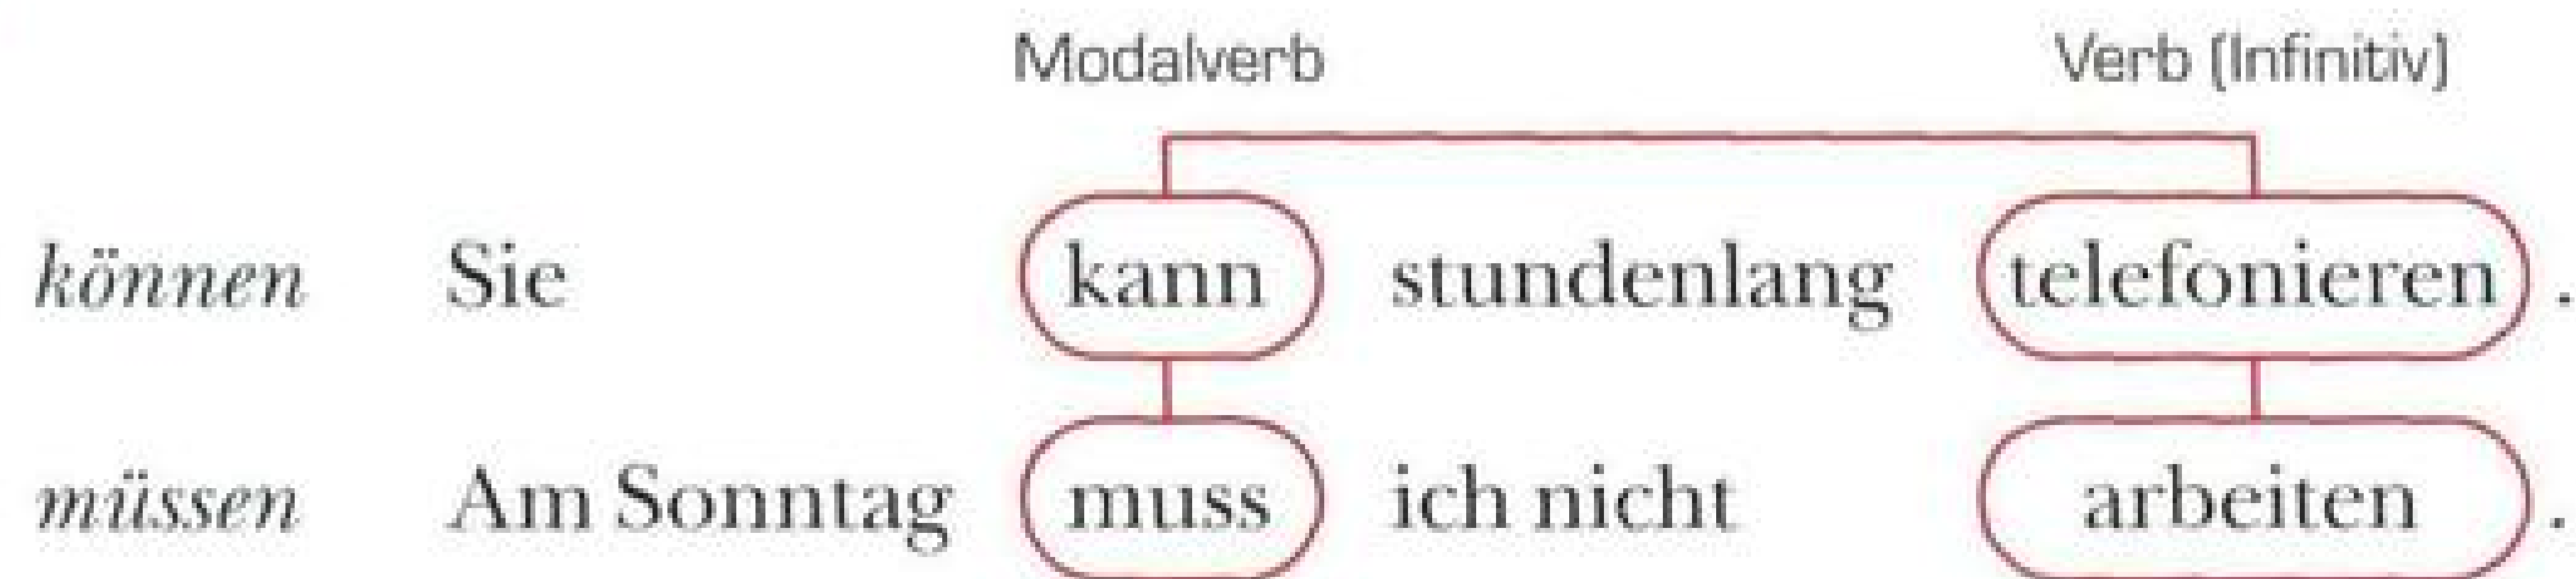 Modalverb Verb (Infinitiv)
können Sie kann stundenlang telefonieren .
müssen Am Sonntag muss ich nicht arbeiten .